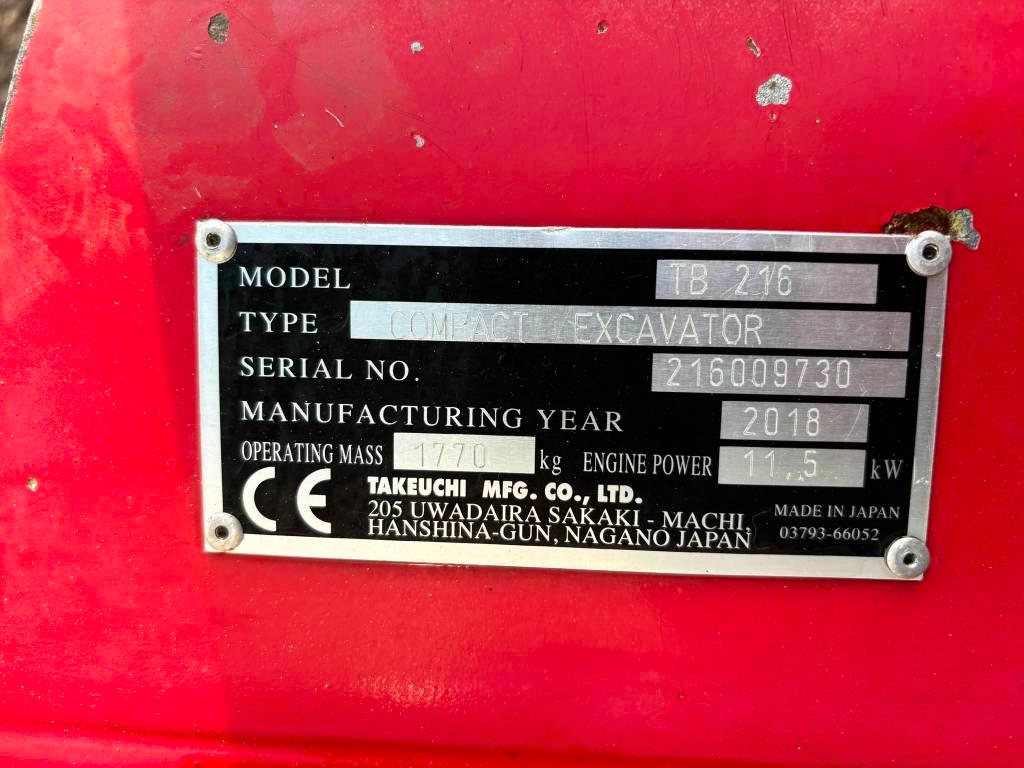 MODEL TB 216
TYPE COMPACT EXCAVATOR
SERIAL NO. 216009730
MANUFACTURING YEAR 2018
OPERATING MASS 1770 kg ENGINE POWER 11.5 kW
CE TAKEUCHI MFG. CO., LTD.
205 UWADAIRA SAKAKI - MACHI,
HANSHINA-GUN, NAGANO JAPAN
MADE IN JAPAN
03793-66052